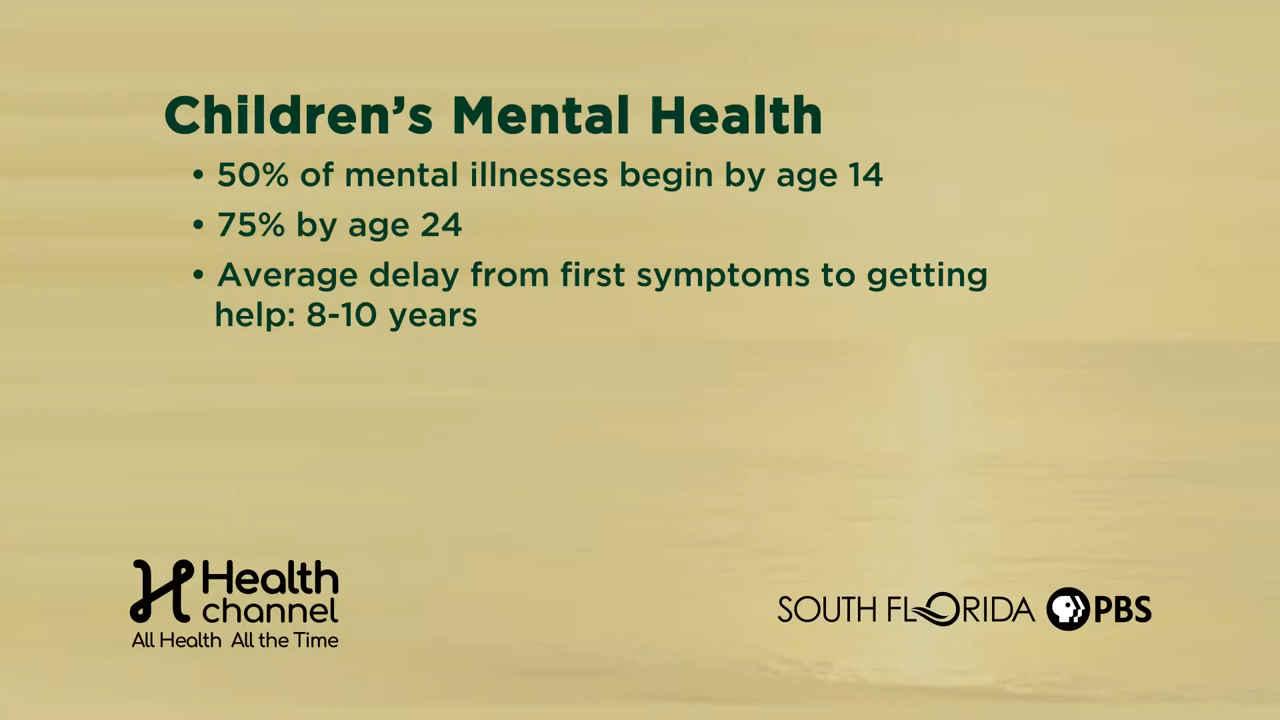 Children’s Mental Health
• 50% of mental illnesses begin by age 14
• 75% by age 24
• Average delay from first symptoms to getting
help: 8-10 years
Health
channel
All Health All the Time
SOUTH FLORIDA PBS